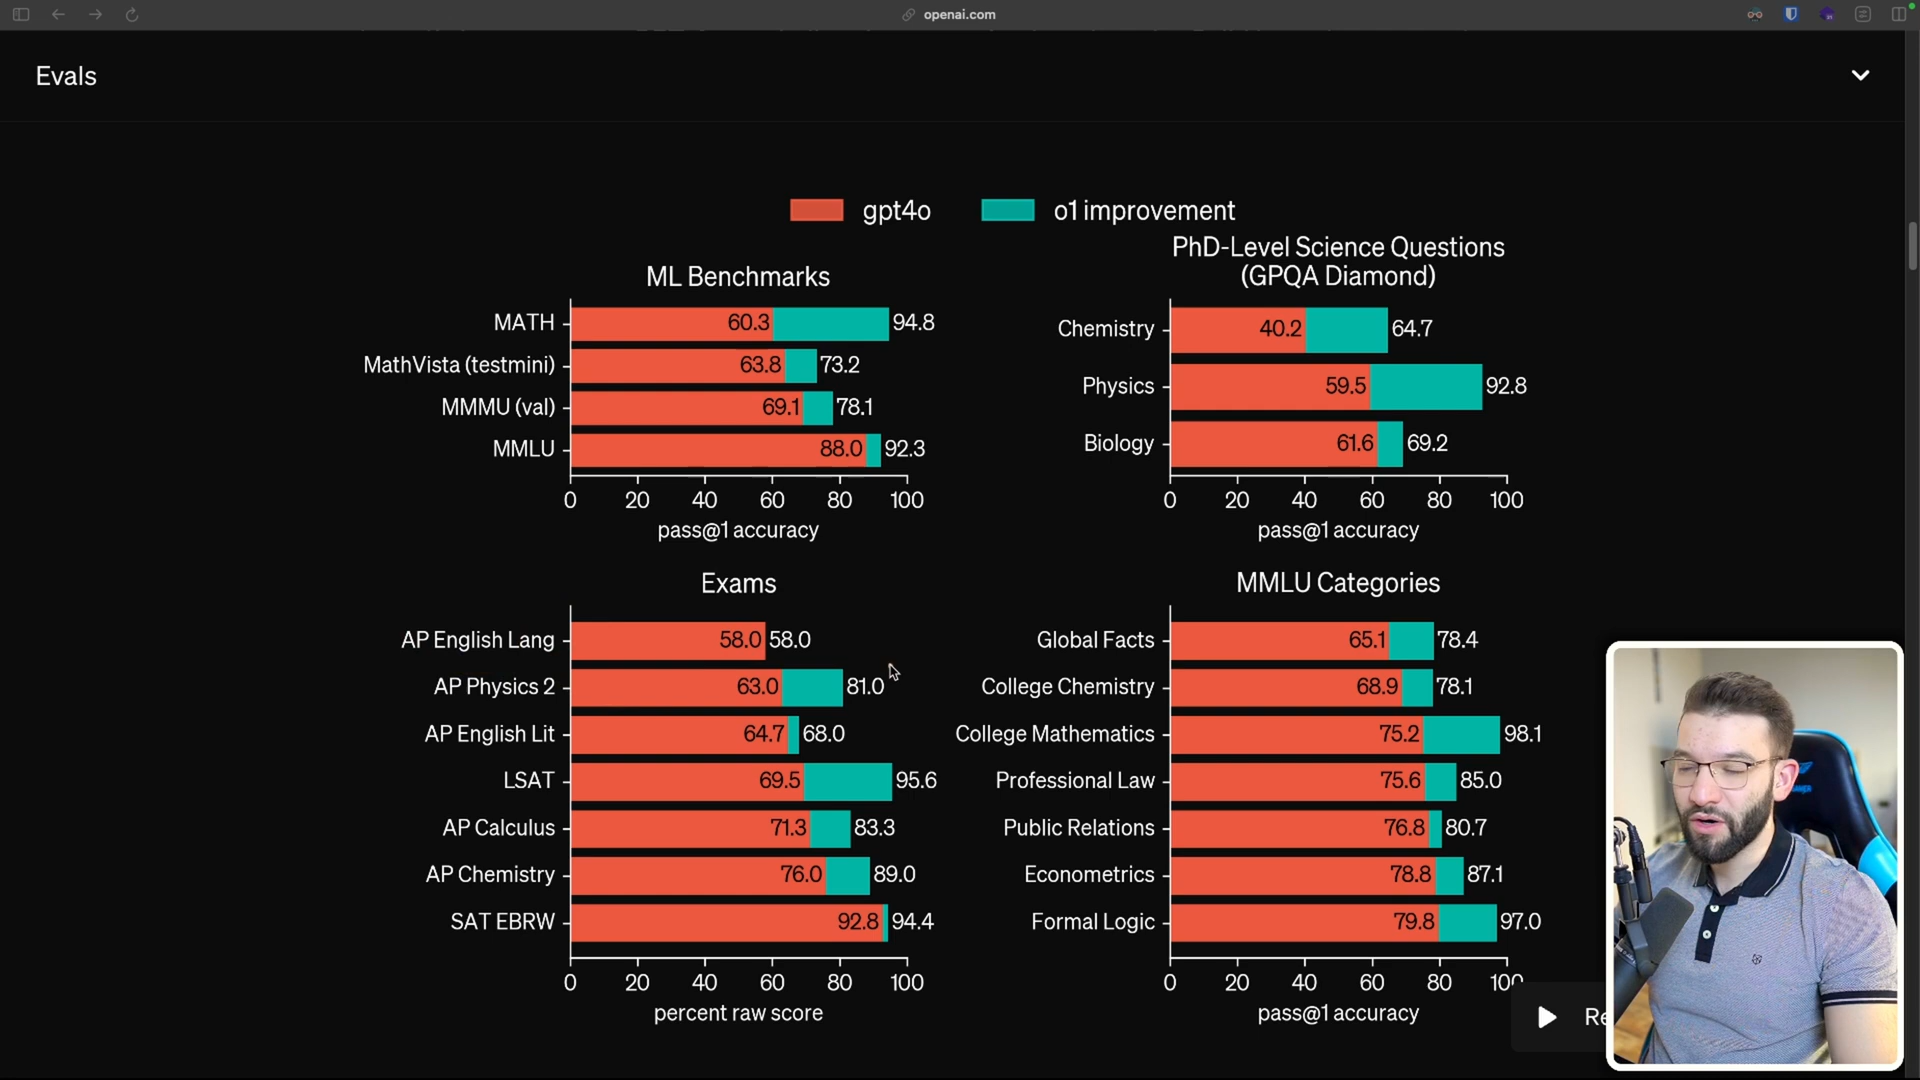 openai.com
Evals
gpt4o
o1 improvement
ML Benchmarks
MATH 60.3 94.8
MathVista (testmini) 63.8 73.2
MMMU (val) 69.1 78.1
MMLU 88.0 92.3
0 20 40 60 80 100
pass@1 accuracy
PhD-Level Science Questions
(GPQA Diamond)
Chemistry 40.2 64.7
Physics 59.5 92.8
Biology 61.6 69.2
0 20 40 60 80 100
pass@1 accuracy
Exams
AP English Lang 58.0 58.0
AP Physics 2 63.0 81.0
AP English Lit 64.7 68.0
LSAT 69.5 95.6
AP Calculus 71.3 83.3
AP Chemistry 76.0 89.0
SAT EBRW 92.8 94.4
0 20 40 60 80 100
percent raw score
MMLU Categories
Global Facts 65.1 78.4
College Chemistry 68.9 78.1
College Mathematics 75.2 98.1
Professional Law 75.6 85.0
Public Relations 76.8 80.7
Econometrics 78.8 87.1
Formal Logic 79.8 97.0
0 20 40 60 80 100
pass@1 accuracy